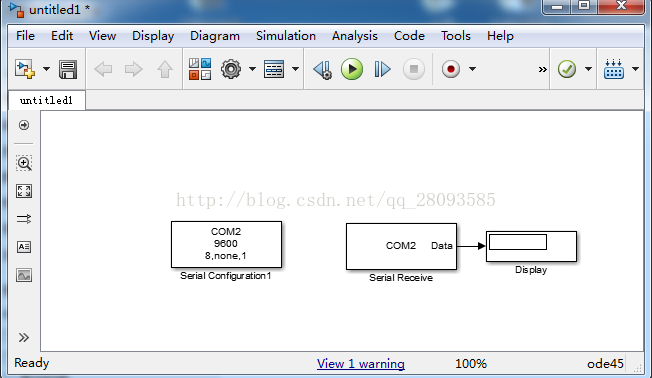 untitled1 *
File Edit View Display Diagram Simulation Analysis Code Tools Help
»
untitled1
http://blog.csdn.net/qq_28093585
COM2
9600
8,none,1
Serial Configuration1
COM2 Data
Serial Receive
Display
»
Ready View 1 warning 100% ode45